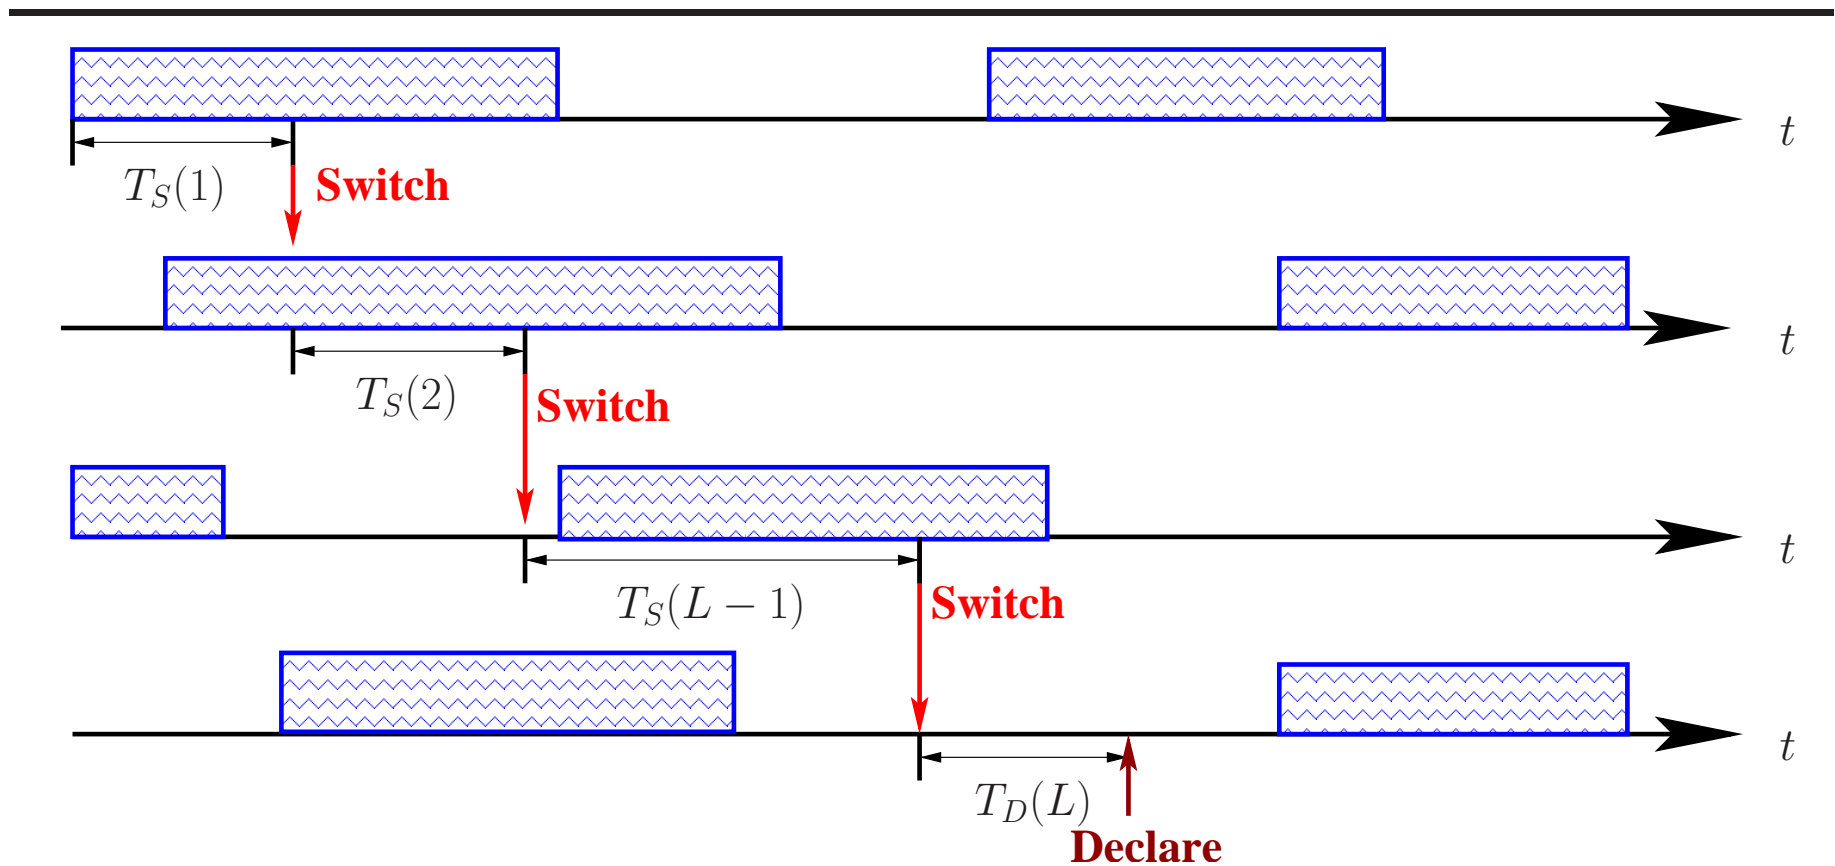 t
T_S(1)
Switch
t
T_S(2)
Switch
t
T_S(L − 1)
Switch
t
T_D(L)
Declare